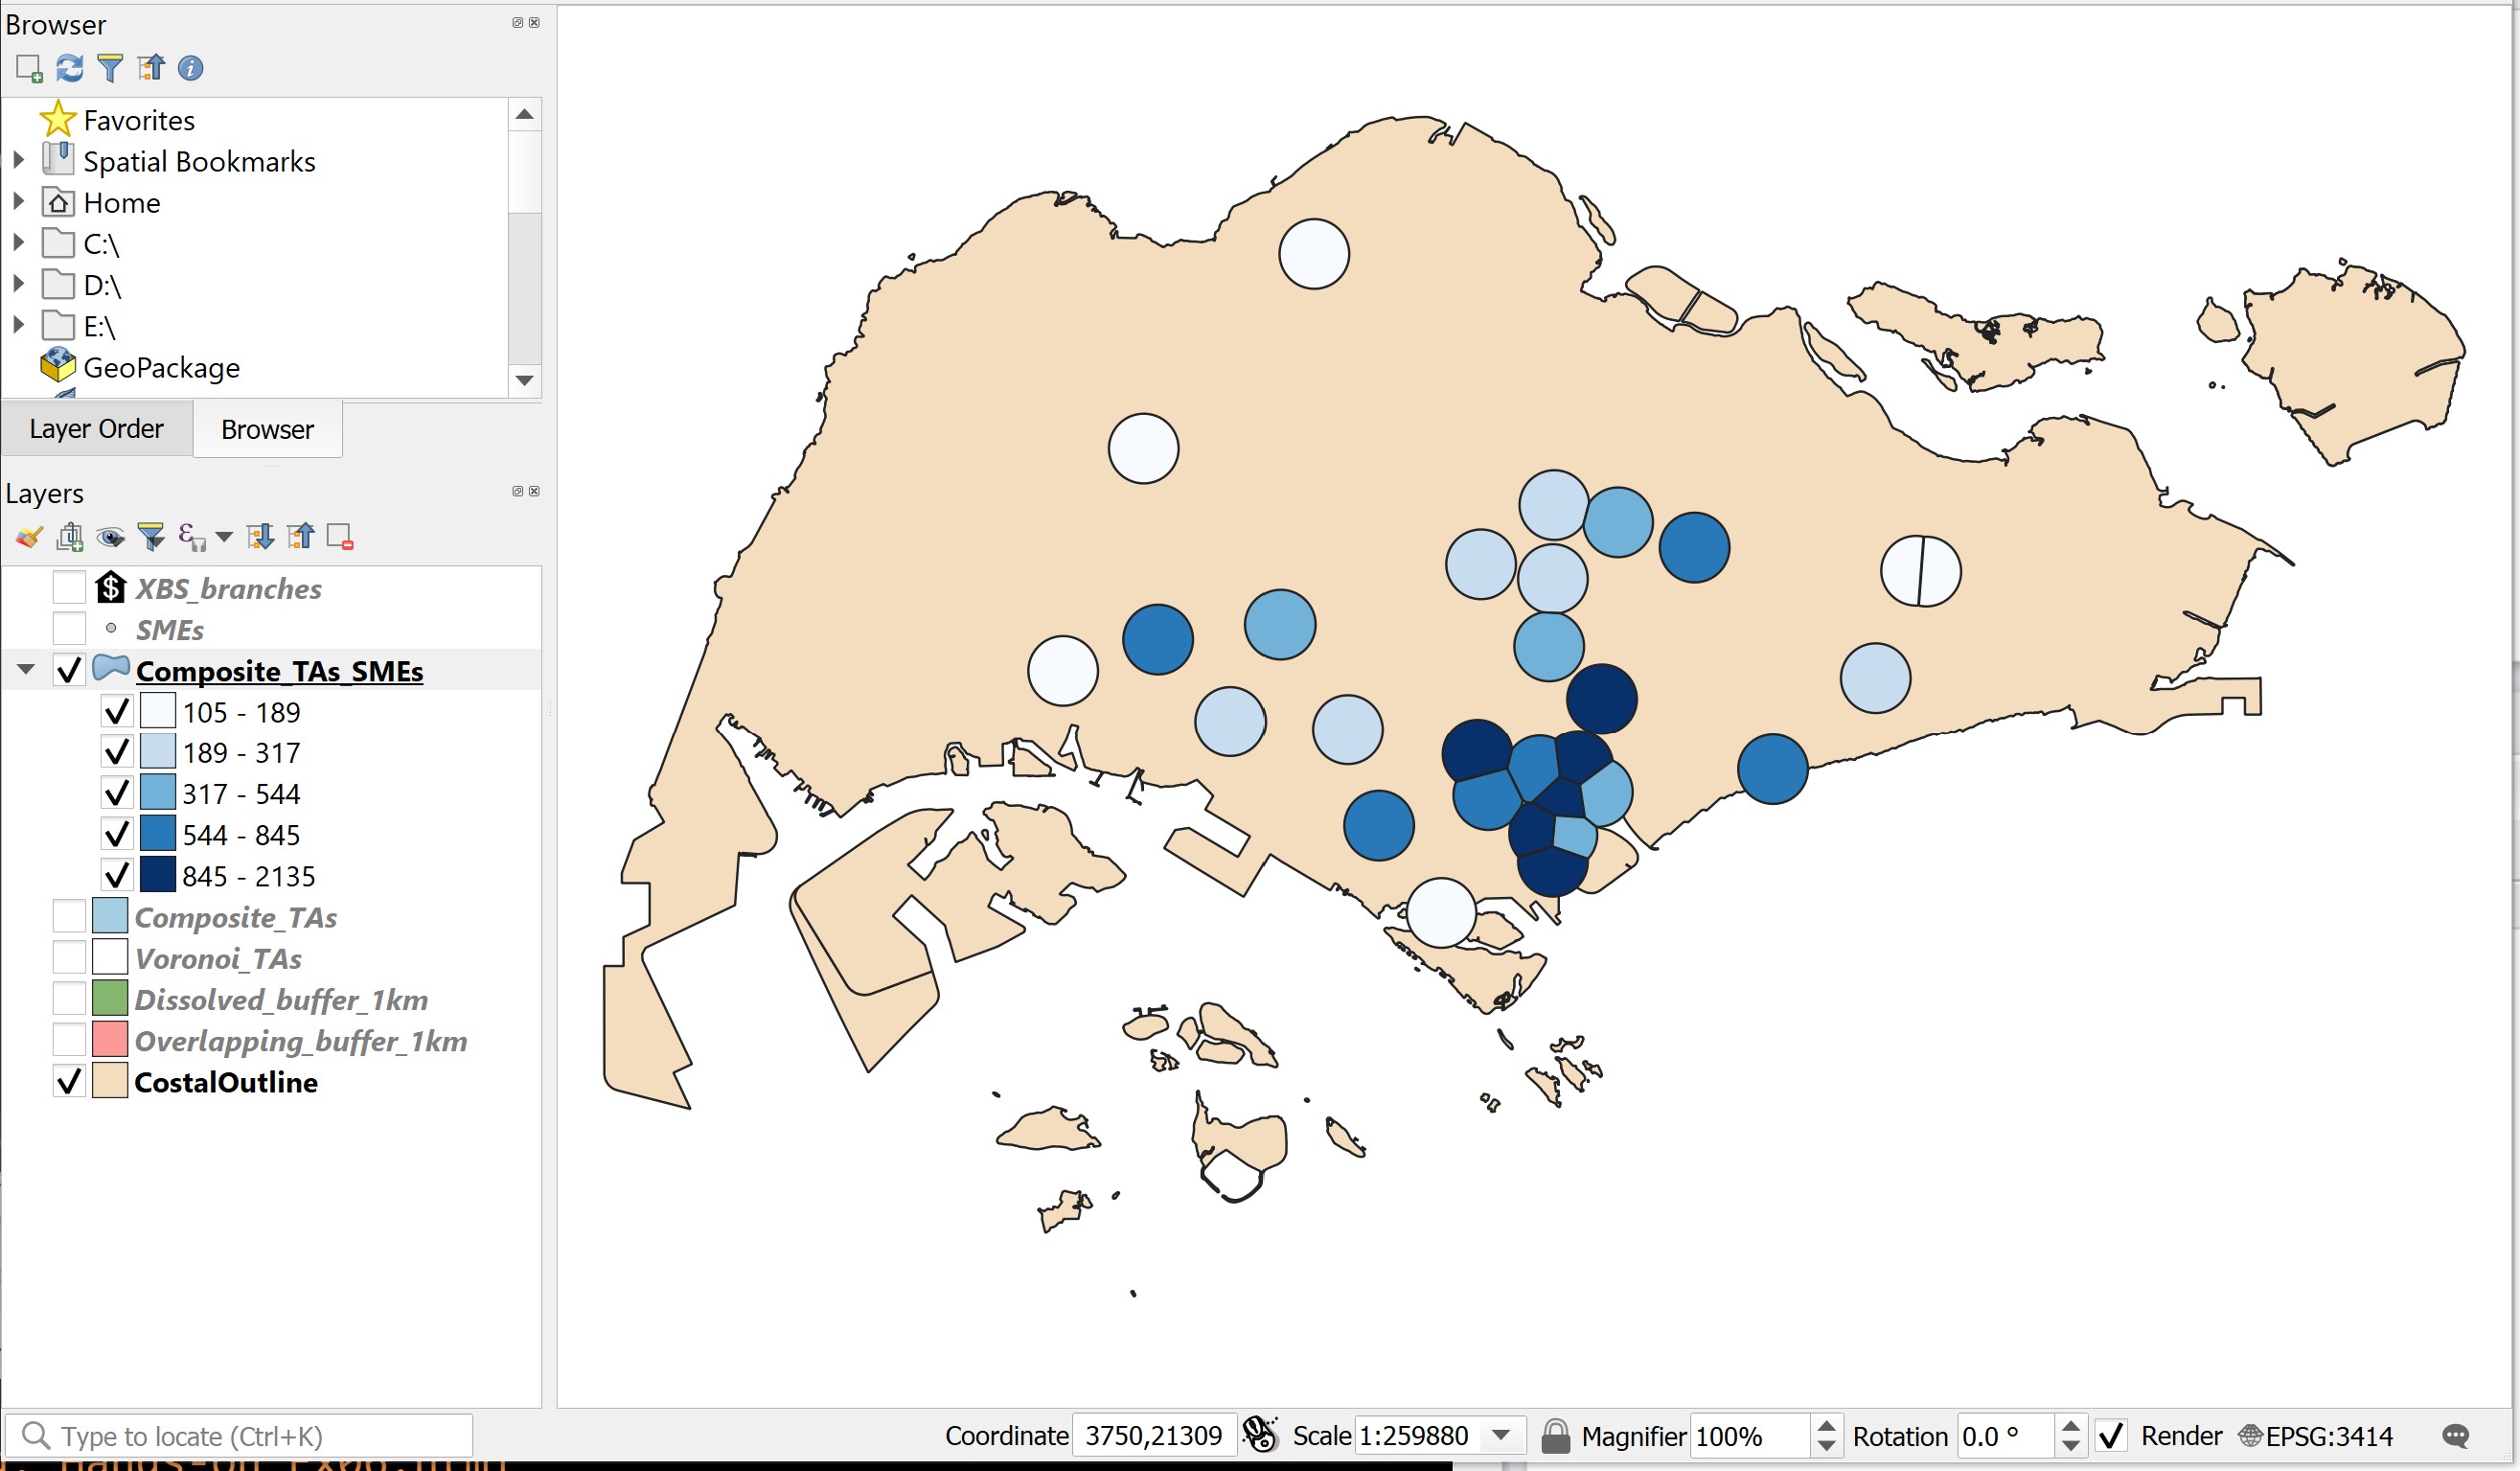 Browser
Favorites
Spatial Bookmarks
Home
C:\
D:\
E:\
GeoPackage
Layer Order
Browser
Layers
XBS_branches
SMEs
Composite_TAs_SMEs
105 - 189
189 - 317
317 - 544
544 - 845
845 - 2135
Composite_TAs
Voronoi_TAs
Dissolved_buffer_1km
Overlapping_buffer_1km
CostalOutline
Type to locate (Ctrl+K) Coordinate 3750,21309 Scale 1:259880 Magnifier 100% Rotation 0.0 ° Render EPSG:3414